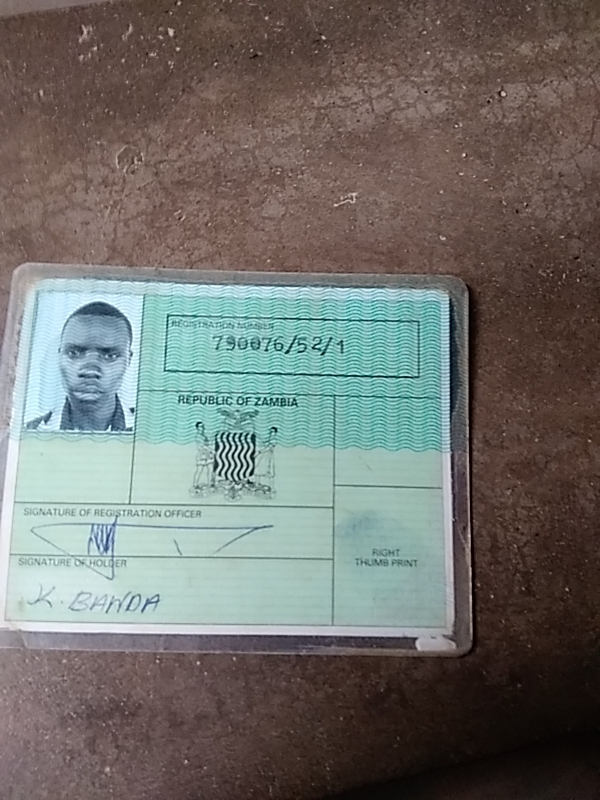 REGISTRATION NUMBER
790076/52/1
REPUBLIC OF ZAMBIA
SIGNATURE OF REGISTRATION OFFICER
SIGNATURE OF HOLDER
K. BANDA
RIGHT
THUMB PRINT